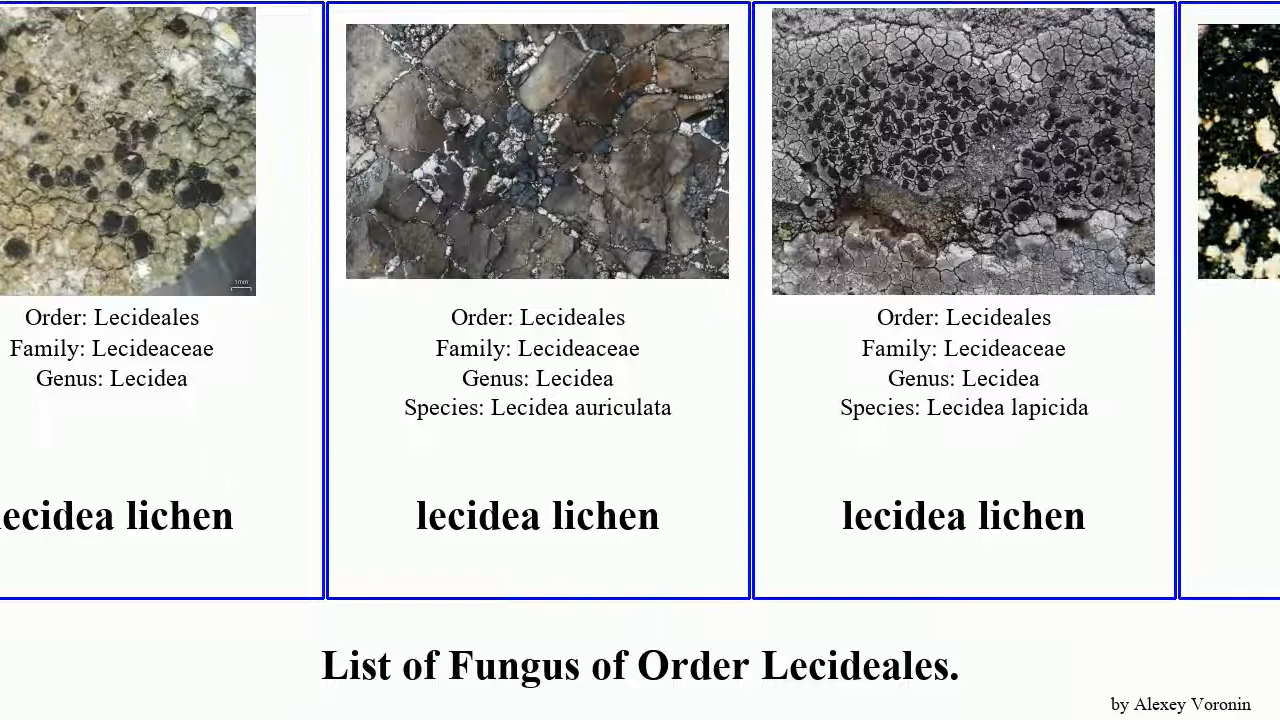 1mm
Order: Lecideales
Family: Lecideaceae
Genus: Lecidea
lecidea lichen
Order: Lecideales
Family: Lecideaceae
Genus: Lecidea
Species: Lecidea auriculata
lecidea lichen
Order: Lecideales
Family: Lecideaceae
Genus: Lecidea
Species: Lecidea lapicida
lecidea lichen
List of Fungus of Order Lecideales.
by Alexey Voronin